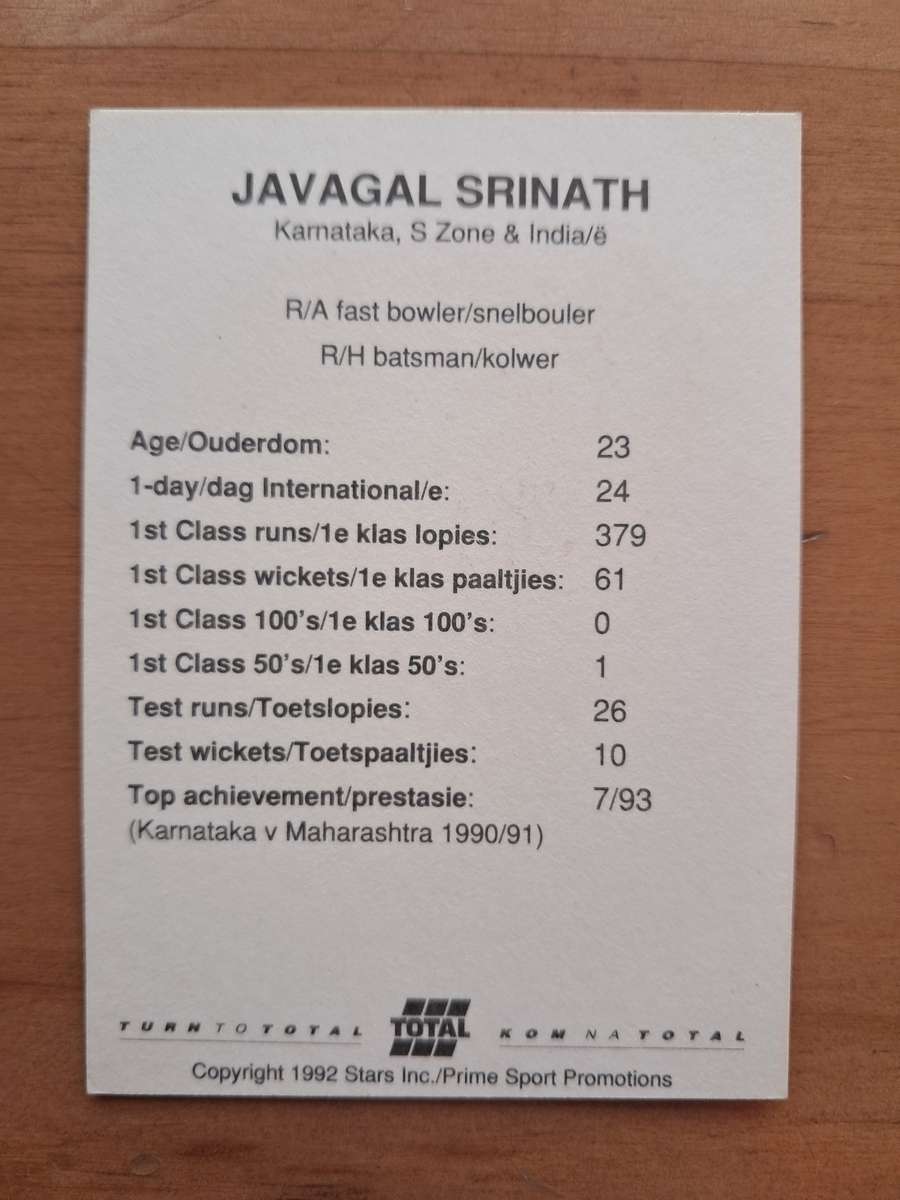 JAVAGAL SRINATH
Karnataka, S Zone & India/ë
R/A fast bowler/snelbouler
R/H batsman/kolwer
Age/Ouderdom: 23
1-day/dag International/e: 24
1st Class runs/1e klas lopies: 379
1st Class wickets/1e klas paaltjies: 61
1st Class 100's/1e klas 100's: 0
1st Class 50's/1e klas 50's: 1
Test runs/Toetslopies: 26
Test wickets/Toetspaaltjies: 10
Top achievement/prestasie: 7/93
(Karnataka v Maharashtra 1990/91)
TURN TO TOTAL TOTAL KOM NA TOTAL
Copyright 1992 Stars Inc./Prime Sport Promotions